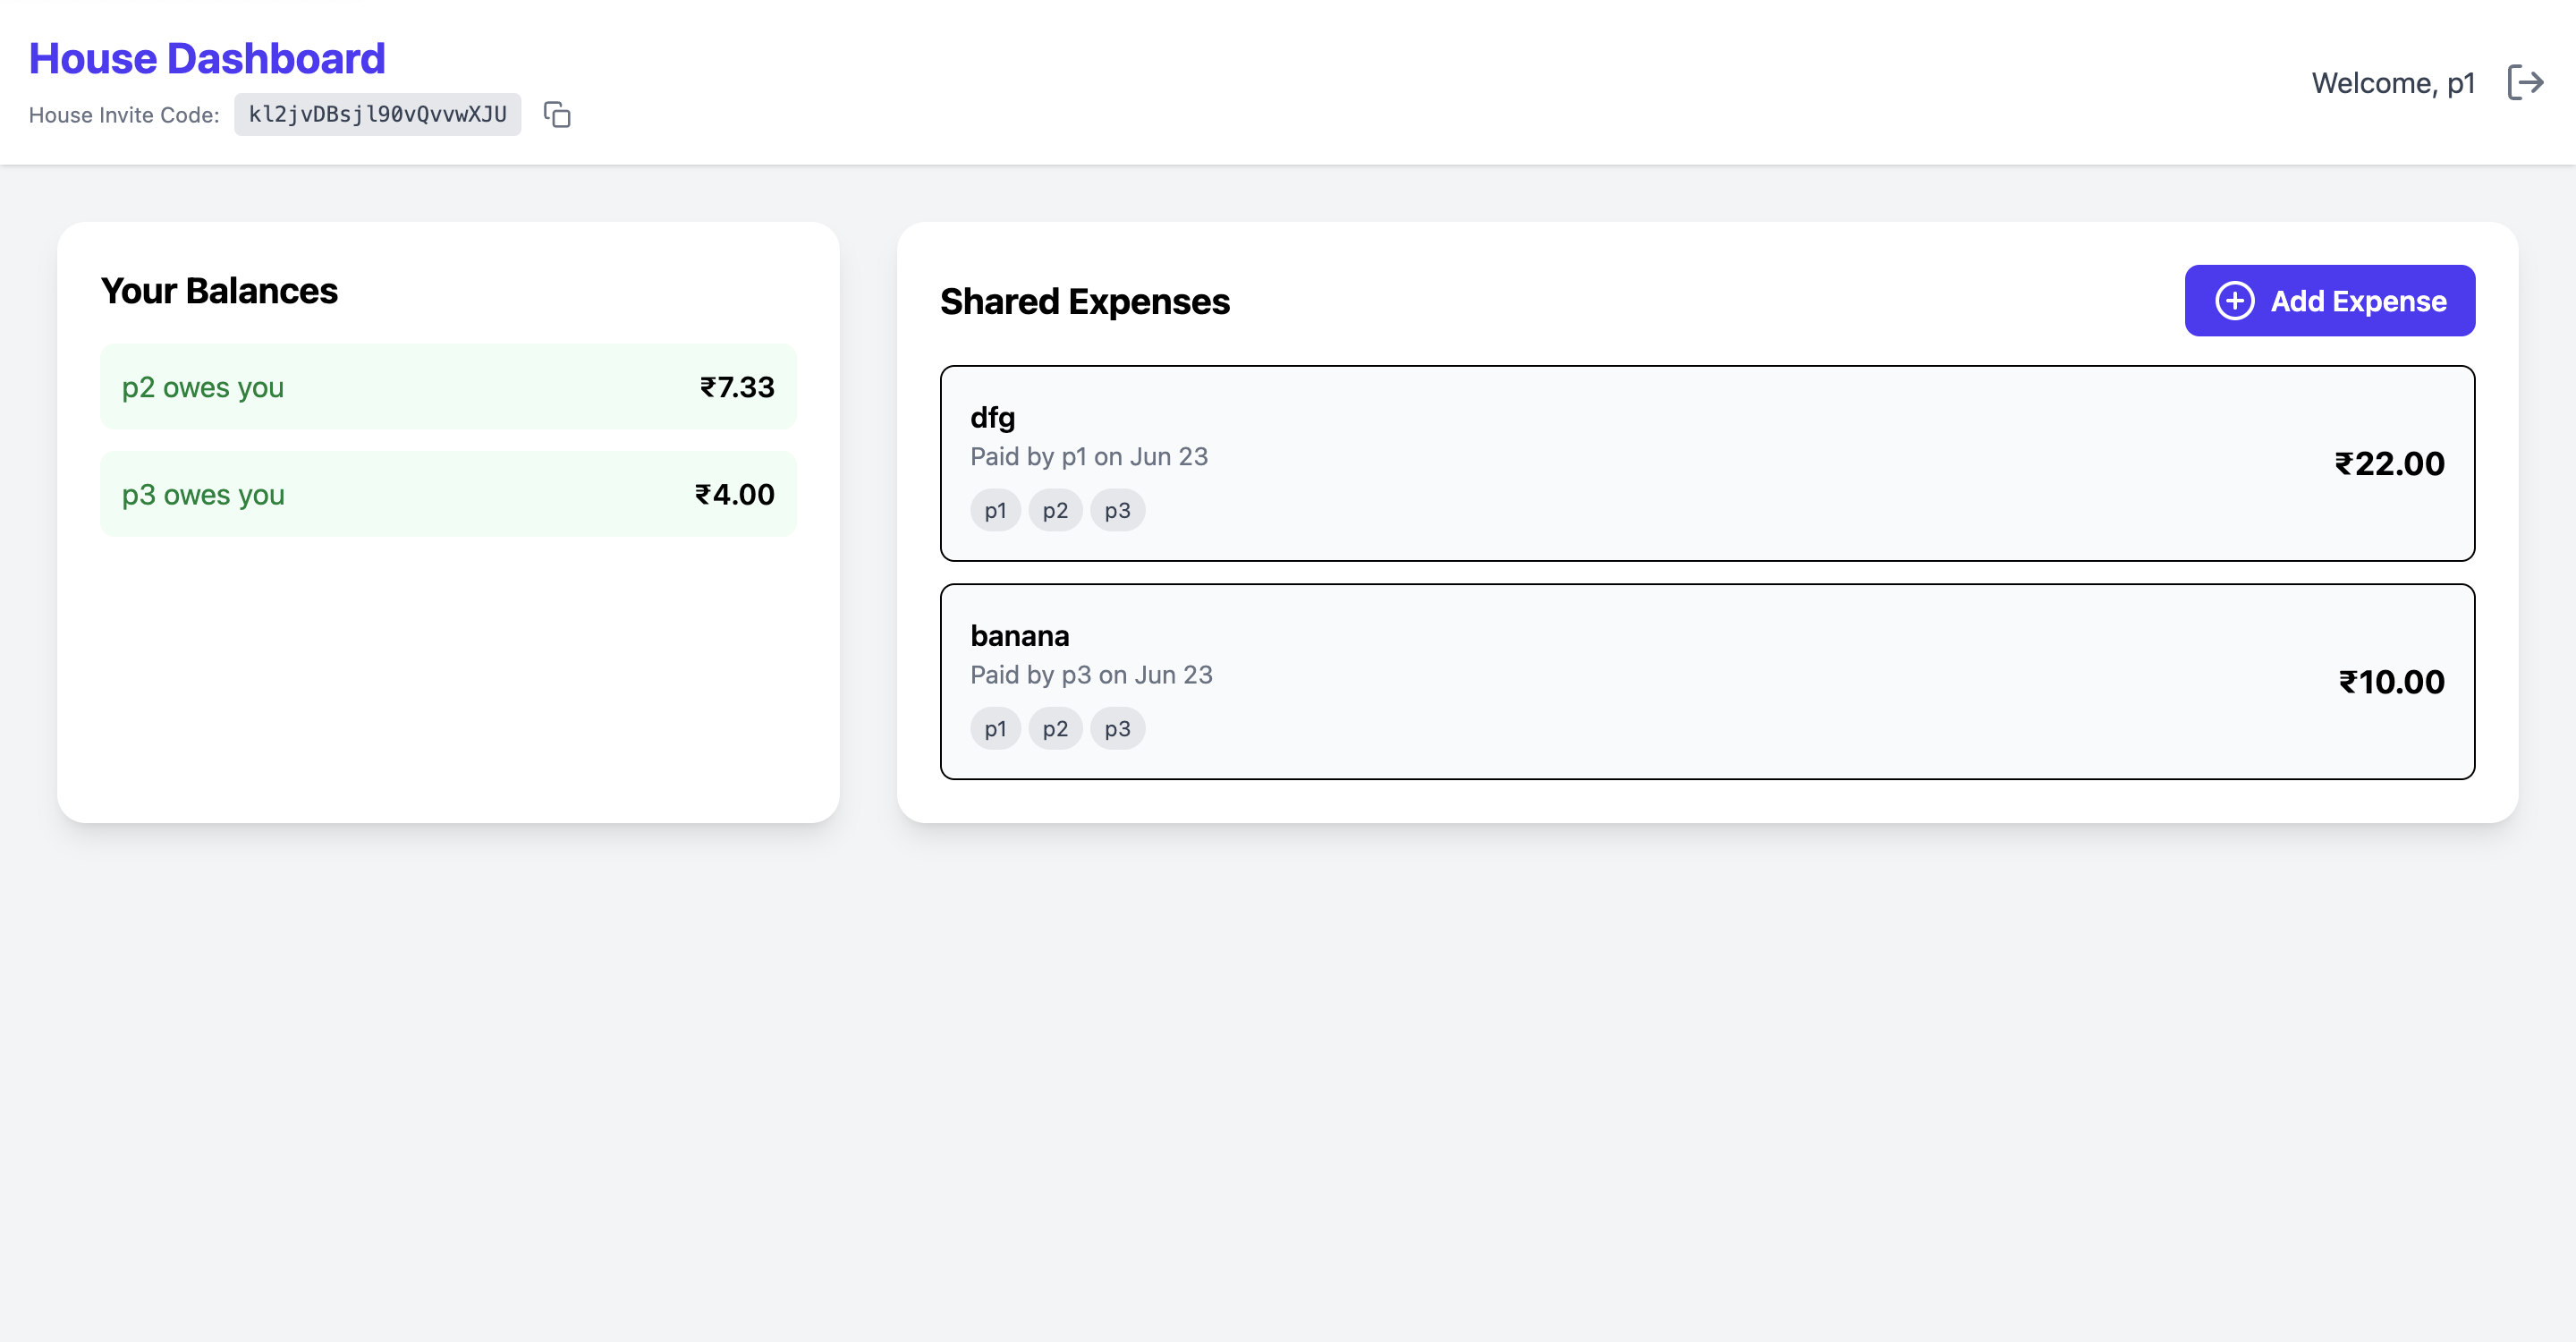 House Dashboard
House Invite Code: kl2jvDBsjl90vQvvwXJU
Welcome, p1
Your Balances
p2 owes you ₹7.33
p3 owes you ₹4.00
Shared Expenses
Add Expense
dfg
Paid by p1 on Jun 23
p1 p2 p3
₹22.00
banana
Paid by p3 on Jun 23
p1 p2 p3
₹10.00